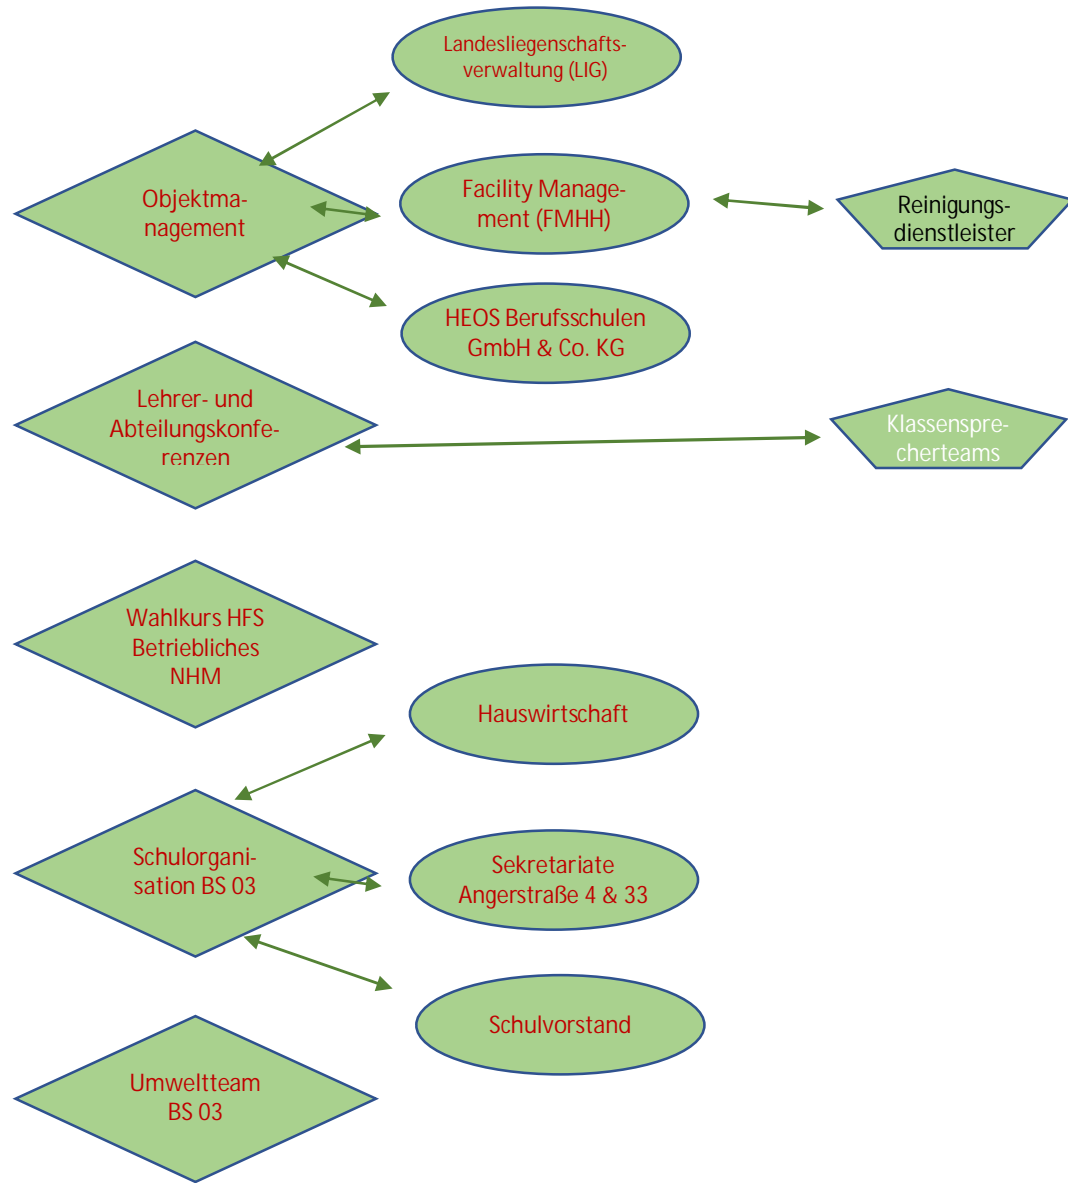 Landesliegenschafts-
verwaltung (LIG)
Objektma-
nagement
Facility Manage-
ment (FMHH)
Reinigungs-
dienstleister
HEOS Berufsschulen
GmbH & Co. KG
Lehrer- und
Abteilungskonfe-
renzen
Klassenspre-
cherteams
Wahlkurs HFS
Betriebliches
NHM
Hauswirtschaft
Schulorgani-
sation BS 03
Sekretariate
Angerstraße 4 & 33
Schulvorstand
Umweltteam
BS 03